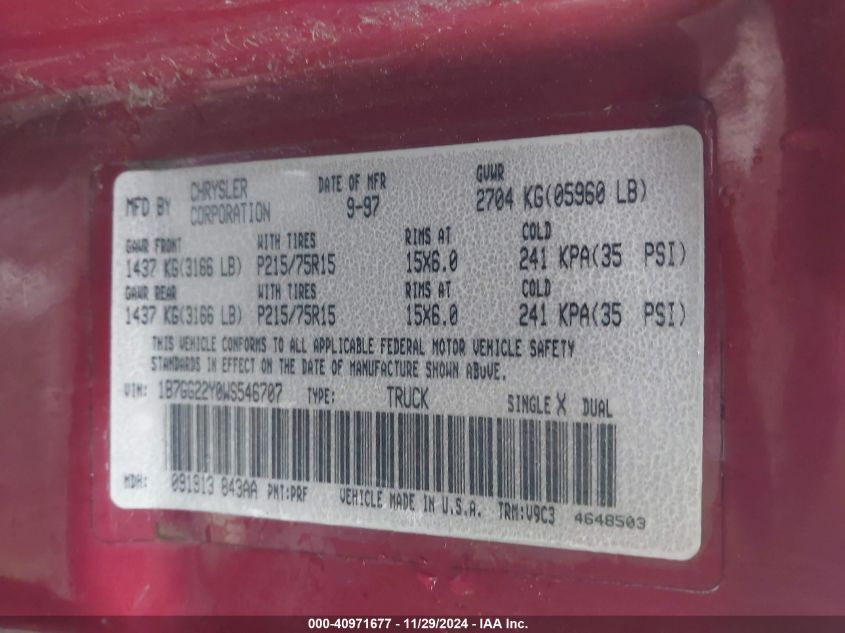 MFD BY CHRYSLER CORPORATION DATE OF MFR 9-97 GVWR 2704 KG(05960 LB)
GAWR FRONT WITH TIRES RIMS AT COLD
1437 KG(3166 LB) P215/75R15 15X6.0 241 KPA(35 PSI)
GAWR REAR WITH TIRES RIMS AT COLD
1437 KG(3166 LB) P215/75R15 15X6.0 241 KPA(35 PSI)
THIS VEHICLE CONFORMS TO ALL APPLICABLE FEDERAL MOTOR VEHICLE SAFETY
STANDARDS IN EFFECT ON THE DATE OF MANUFACTURE SHOWN ABOVE.
VIN: 1B7GG22Y0WS546707 TYPE: TRUCK SINGLE X DUAL
MDH: 091913 843AA PNT:PRF VEHICLE MADE IN U.S.A. TRM:V9C3 4648503
000-40971677 - 11/29/2024 - IAA Inc.